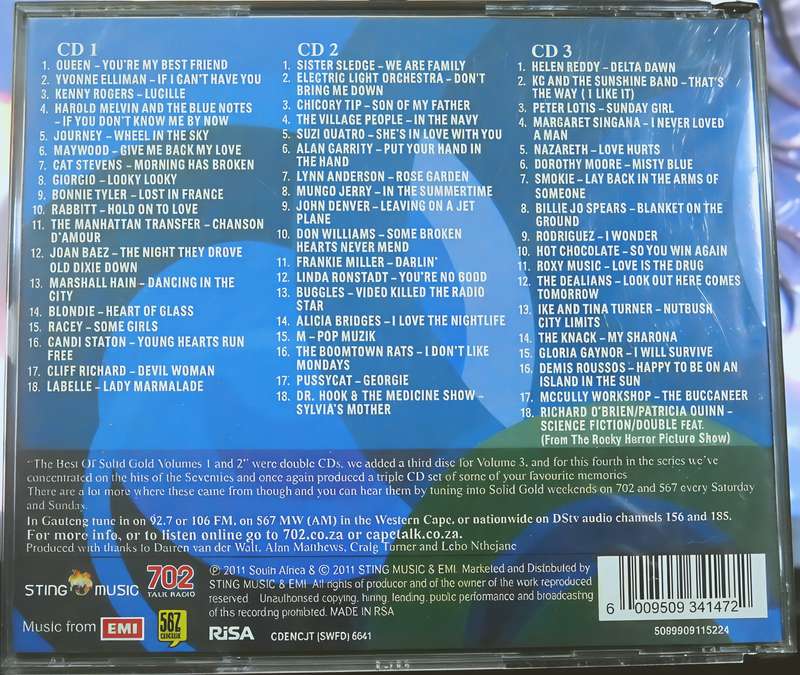 CD 1
1. QUEEN – YOU'RE MY BEST FRIEND
2. YVONNE ELLIMAN – IF I CAN'T HAVE YOU
3. KENNY ROGERS – LUCILLE
4. HAROLD MELVIN AND THE BLUE NOTES
– IF YOU DON'T KNOW ME BY NOW
5. JOURNEY – WHEEL IN THE SKY
6. MAYWOOD – GIVE ME BACK MY LOVE
7. CAT STEVENS – MORNING HAS BROKEN
8. GIORGIO – LOOKY LOOKY
9. BONNIE TYLER – LOST IN FRANCE
10. RABBITT – HOLD ON TO LOVE
11. THE MANHATTAN TRANSFER – CHANSON
D'AMOUR
12. JOAN BAEZ – THE NIGHT THEY DROVE
OLD DIXIE DOWN
13. MARSHALL HAIN – DANCING IN THE
CITY
14. BLONDIE – HEART OF GLASS
15. RACEY – SOME GIRLS
16. CANDI STATON – YOUNG HEARTS RUN
FREE
17. CLIFF RICHARD – DEVIL WOMAN
18. LABELLE – LADY MARMALADE
CD 2
1. SISTER SLEDGE – WE ARE FAMILY
2. ELECTRIC LIGHT ORCHESTRA – DON'T
BRING ME DOWN
3. CHICORY TIP – SON OF MY FATHER
4. THE VILLAGE PEOPLE – IN THE NAVY
5. SUZI QUATRO – SHE'S IN LOVE WITH YOU
6. ALAN GARRITY – PUT YOUR HAND IN
THE HAND
7. LYNN ANDERSON – ROSE GARDEN
8. MUNGO JERRY – IN THE SUMMERTIME
9. JOHN DENVER – LEAVING ON A JET
PLANE
10. DON WILLIAMS – SOME BROKEN
HEARTS NEVER MEND
11. FRANKIE MILLER – DARLIN'
12. LINDA RONSTADT – YOU'RE NO GOOD
13. BUGGLES – VIDEO KILLED THE RADIO
STAR
14. ALICIA BRIDGES – I LOVE THE NIGHTLIFE
15. M – POP MUZIK
16. THE BOOMTOWN RATS – I DON'T LIKE
MONDAYS
17. PUSSYCAT – GEORGIE
18. DR. HOOK & THE MEDICINE SHOW –
SYLVIA'S MOTHER
CD 3
1. HELEN REDDY – DELTA DAWN
2. KC AND THE SUNSHINE BAND – THAT'S
THE WAY ( I LIKE IT)
3. PETER LOTIS – SUNDAY GIRL
4. MARGARET SINGANA – I NEVER LOVED
A MAN
5. NAZARETH – LOVE HURTS
6. DOROTHY MOORE – MISTY BLUE
7. SMOKIE – LAY BACK IN THE ARMS OF
SOMEONE
8. BILLIE JO SPEARS – BLANKET ON THE
GROUND
9. RODRIGUEZ – I WONDER
10. HOT CHOCOLATE – SO YOU WIN AGAIN
11. ROXY MUSIC – LOVE IS THE DRUG
12. THE DEALIANS – LOOK OUT HERE COMES
TOMORROW
13. IKE AND TINA TURNER – NUTBUSH
CITY LIMITS
14. THE KNACK – MY SHARONA
15. GLORIA GAYNOR – I WILL SURVIVE
16. DEMIS ROUSSOS – HAPPY TO BE ON AN
ISLAND IN THE SUN
17. MCCULLY WORKSHOP – THE BUCCANEER
18. RICHARD O'BRIEN/PATRICIA QUINN –
SCIENCE FICTION/DOUBLE FEAT.
(From The Rocky Horror Picture Show)
"The Best Of Solid Gold Volumes 1 and 2" were double CDs, we added a third disc for Volume 3, and for this fourth in the series we've
concentrated on the hits of the Seventies and once again produced a triple CD set of some of your favourite memories
There are a lot more where these came from though and you can hear them by tuning into Solid Gold weekends on 702 and 567 every Saturday
and Sunday.
In Gauteng tune in on 92.7 or 106 FM, on 567 MW (AM) in the Western Cape, or nationwide on DStv audio channels 156 and 185.
For more info, or to listen online go to 702.co.za or capetalk.co.za.
Produced with thanks to Darren van der Walt, Alan Matthews, Craig Turner and Lebo Nthejane
STING MUSIC
702
TALK RADIO
Music from EMI
567
CAPETALK
RiSA
℗ 2011 South Africa & © 2011 STING MUSIC & EMI. Marketed and Distributed by
STING MUSIC & EMI. All rights of producer and of the owner of the work reproduced
reserved. Unauthorised copying, hiring, lending, public performance and broadcasting
of this recording prohibited. MADE IN RSA
CDENCJT (SWFD) 6641
6 009509 341472
5099909115224